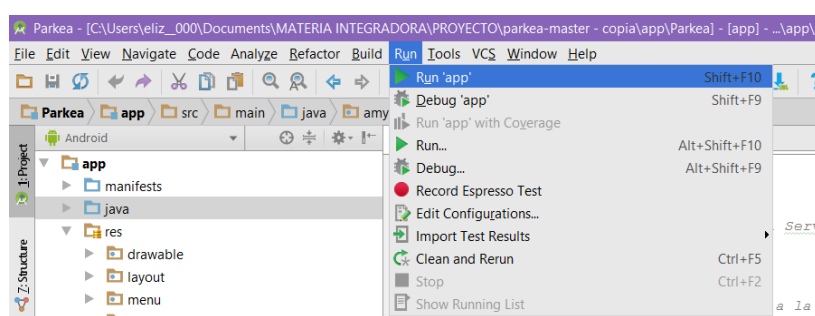 Parkea - [C:\Users\eliz__000\Documents\MATERIA INTEGRADORA\PROYECTO\parkea-master - copia\app\Parkea] - [app] - ...\app\
File Edit View Navigate Code Analyze Refactor Build Run Tools VCS Window Help
Run 'app' Shift+F10
Debug 'app' Shift+F9
Run 'app' with Coverage
Run... Alt+Shift+F10
Debug... Alt+Shift+F9
Record Espresso Test
Edit Configurations...
Import Test Results
Clean and Rerun Ctrl+F5
Stop Ctrl+F2
Show Running List
Parkea app src main java amy
Android
1: Project
Z: Structure
app
manifests
java
res
drawable
layout
menu
Serv
a la